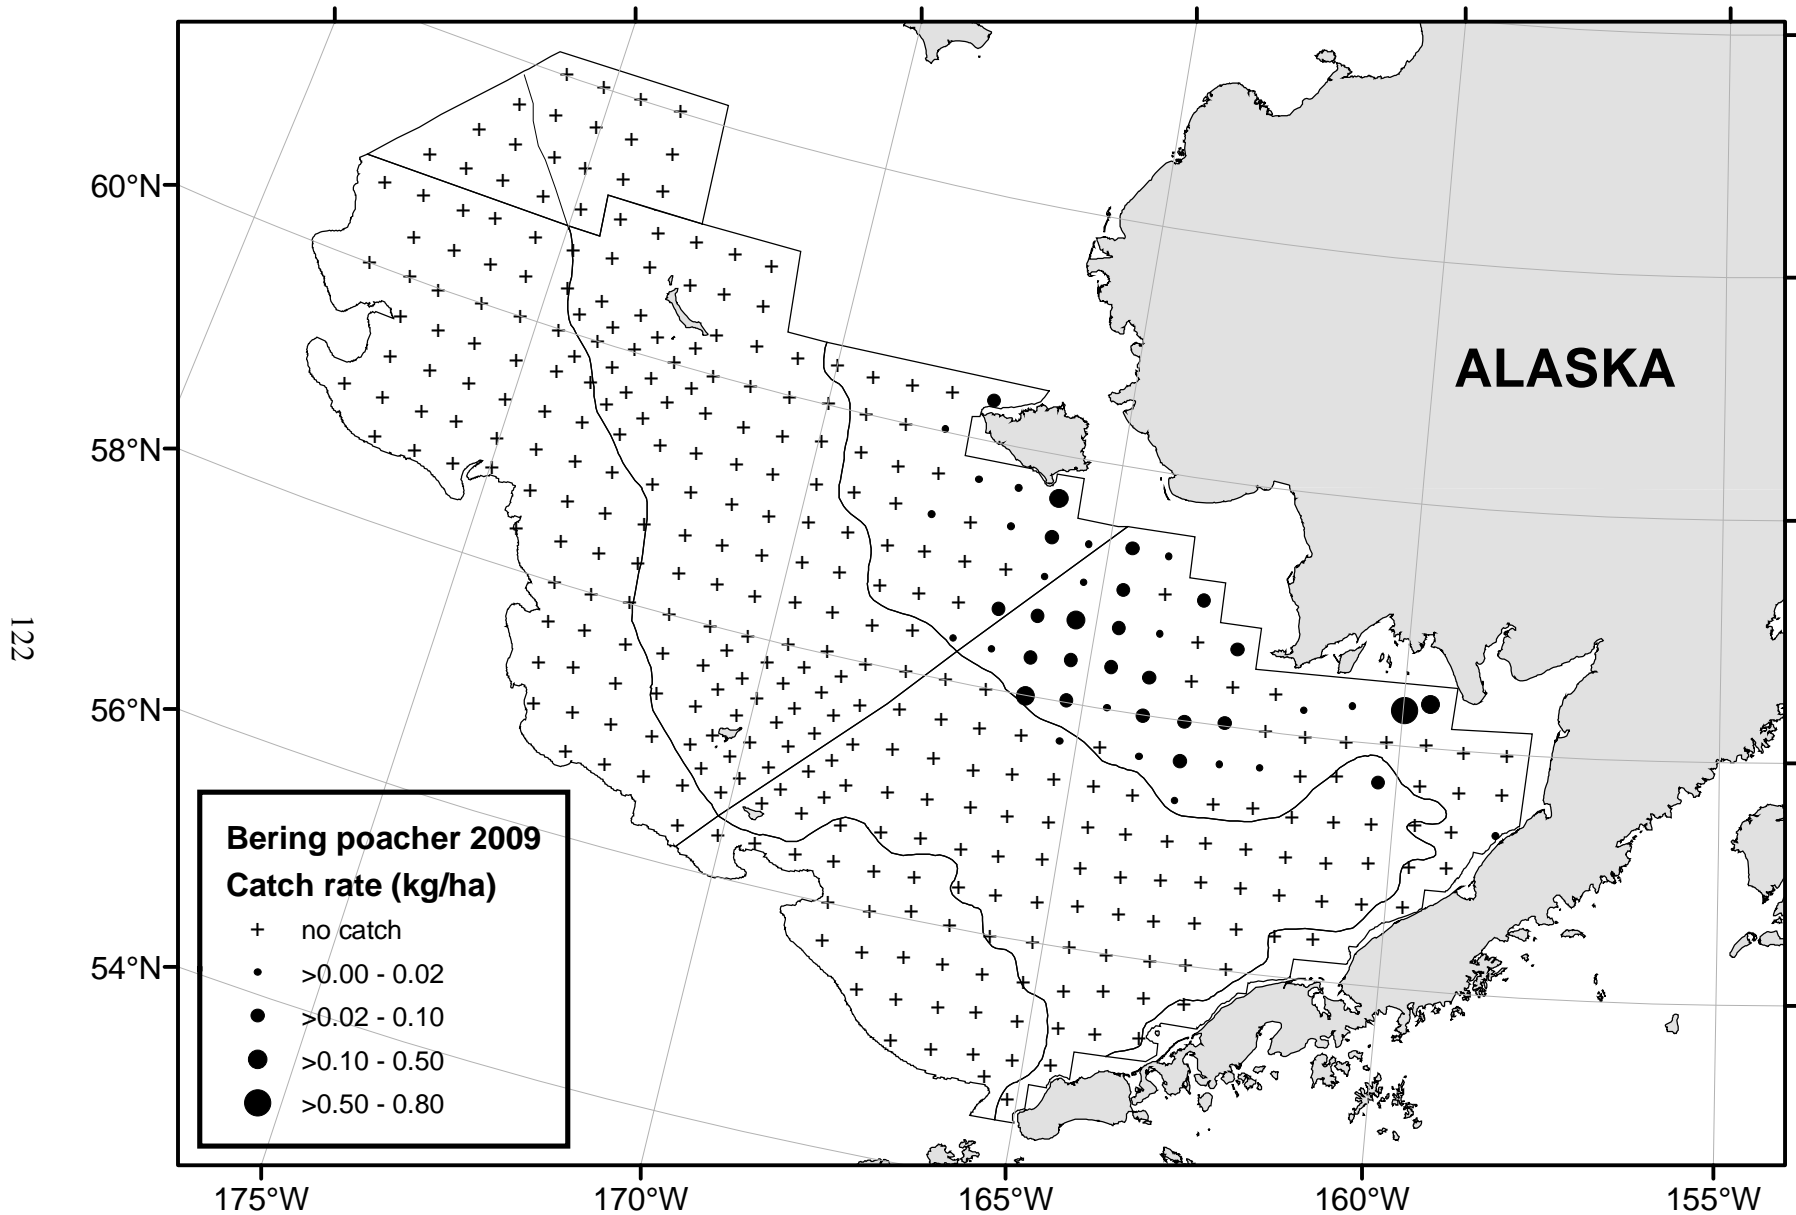 60°N
58°N
56°N
54°N
122
ALASKA
Bering poacher 2009
Catch rate (kg/ha)
no catch
>0.00 - 0.02
>0.02 - 0.10
>0.10 - 0.50
>0.50 - 0.80
175°W
170°W
165°W
160°W
155°W